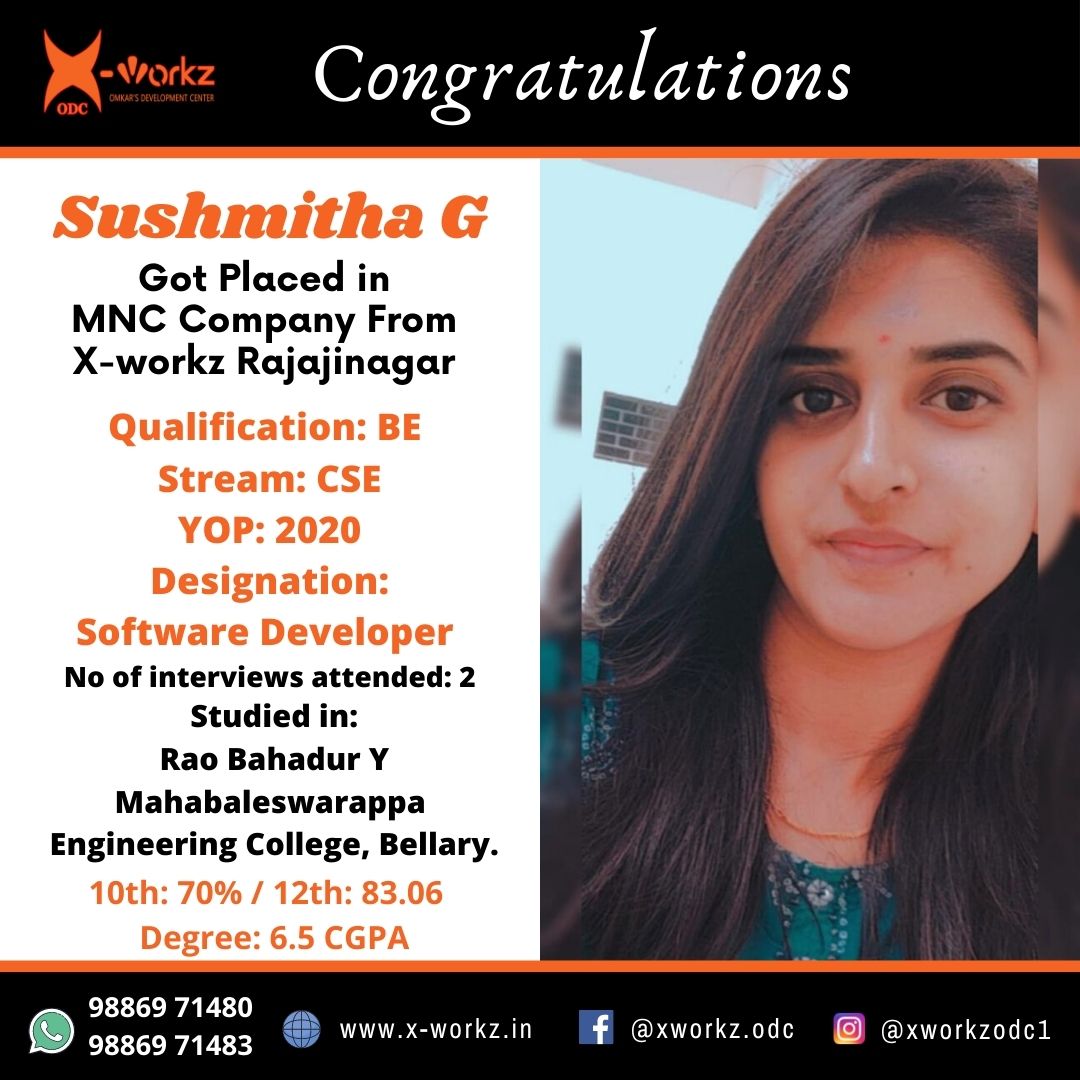 X-workz
OMKAR'S DEVELOPMENT CENTER
ODC
Congratulations
Sushmitha G
Got Placed in
MNC Company From
X-workz Rajajinagar
Qualification: BE
Stream: CSE
YOP: 2020
Designation:
Software Developer
No of interviews attended: 2
Studied in:
Rao Bahadur Y
Mahabaleswarappa
Engineering College, Bellary.
10th: 70% / 12th: 83.06
Degree: 6.5 CGPA
98869 71480
98869 71483
www.x-workz.in
@xworkz.odc
@xworkzodc1